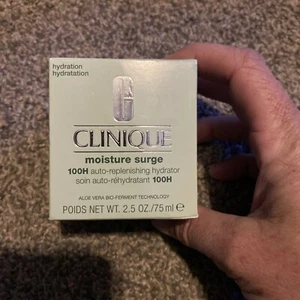 hydration
hydratation
CLINIQUE
moisture surge
100H auto-replenishing hydrator
soin auto-réhydratant 100H
ALOE VERA BIO-FERMENT TECHNOLOGY
POIDS NET WT. 2.5 OZ./75 ml ℮